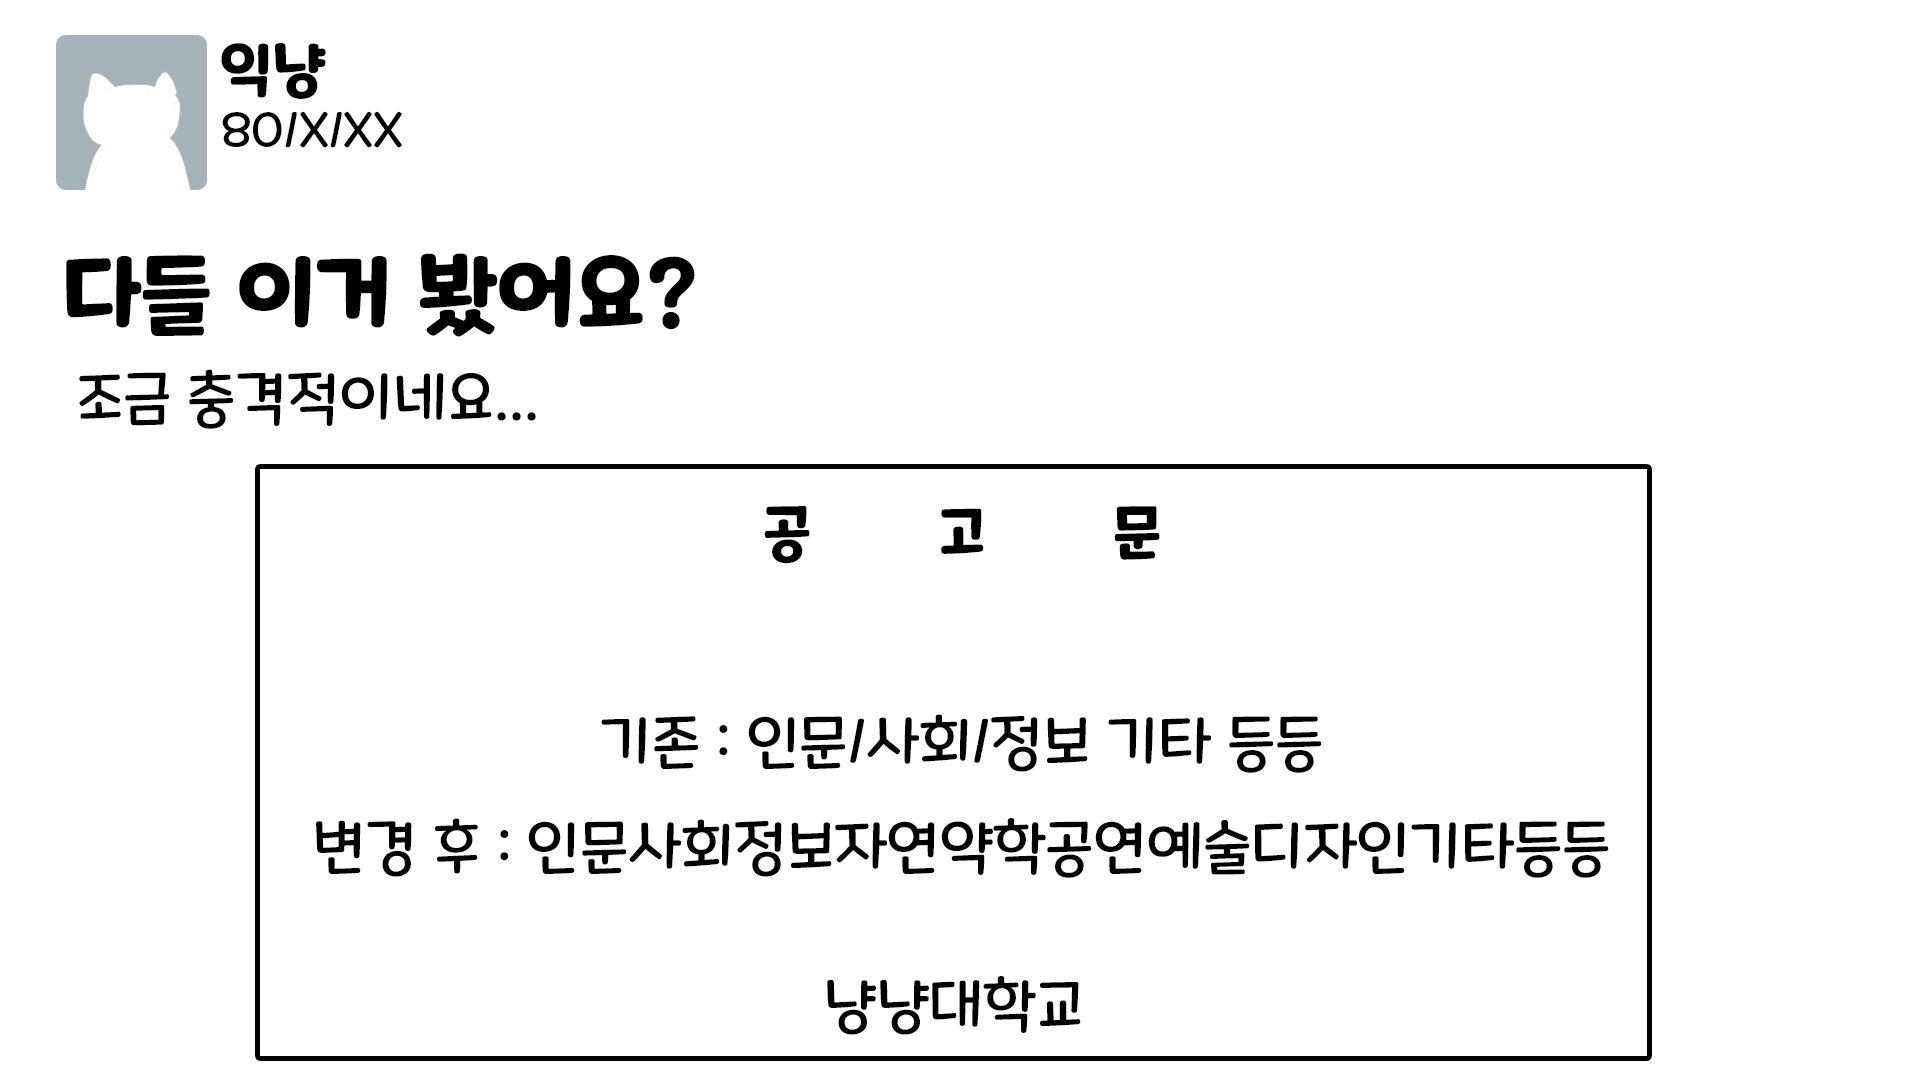 익냥
80/X/XX
다들 이거 봤어요?
조금 충격적이네요...
공 고 문
기존 : 인문/사회/정보 기타 등등
변경 후 : 인문사회정보자연약학공연예술디자인기타등등
냥냥대학교